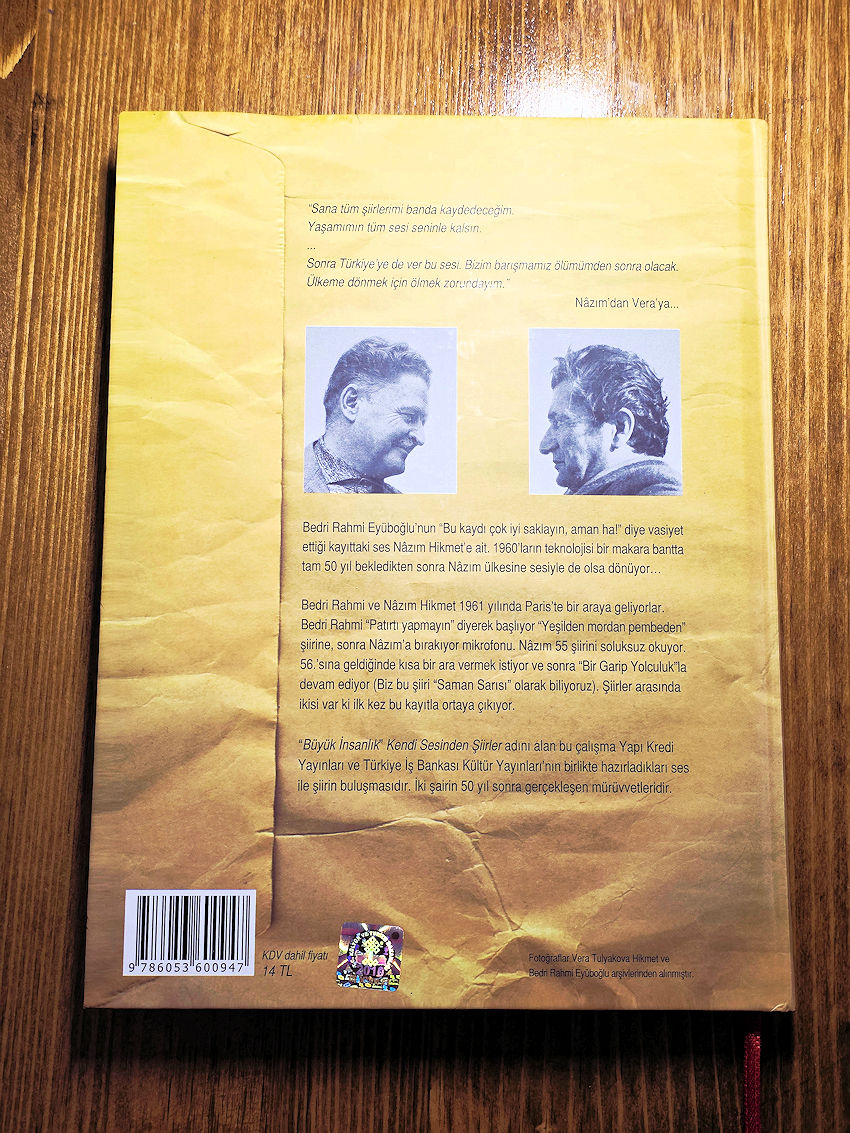 "Sana tüm şiirlerimi banda kaydedeceğim.
Yaşamımın tüm sesi seninle kalsın.
...
Sonra Türkiye'ye de ver bu sesi. Bizim barışmamız ölümümden sonra olacak.
Ülkeme dönmek için ölmek zorundayım."
Nâzım'dan Vera'ya...
Bedri Rahmi Eyüboğlu'nun "Bu kaydı çok iyi saklayın, aman ha!" diye vasiyet
ettiği kayıttaki ses Nâzım Hikmet'e ait. 1960'ların teknolojisi bir makara bantta
tam 50 yıl bekledikten sonra Nâzım ülkesine sesiyle de olsa dönüyor...
Bedri Rahmi ve Nâzım Hikmet 1961 yılında Paris'te bir araya geliyorlar.
Bedri Rahmi "Patırtı yapmayın" diyerek başlıyor "Yeşilden mordan pembeden"
şiirine, sonra Nâzım'a bırakıyor mikrofonu. Nâzım 55 şiirini soluksuz okuyor.
56.'sına geldiğinde kısa bir ara vermek istiyor ve sonra "Bir Garip Yolculuk"la
devam ediyor (Biz bu şiiri "Saman Sarısı" olarak biliyoruz). Şiirler arasında
ikisi var ki ilk kez bu kayıtla ortaya çıkıyor.
"Büyük İnsanlık" Kendi Sesinden Şiirler adını alan bu çalışma Yapı Kredi
Yayınları ve Türkiye İş Bankası Kültür Yayınları'nın birlikte hazırladıkları ses
ile şiirin buluşmasıdır. İki şairin 50 yıl sonra gerçekleşen mürüvvetleridir.
9 786053 600947
KDV dahil fiyatı
14 TL
Fotoğraflar Vera Tulyakova Hikmet ve
Bedri Rahmi Eyüboğlu arşivlerinden alınmıştır.